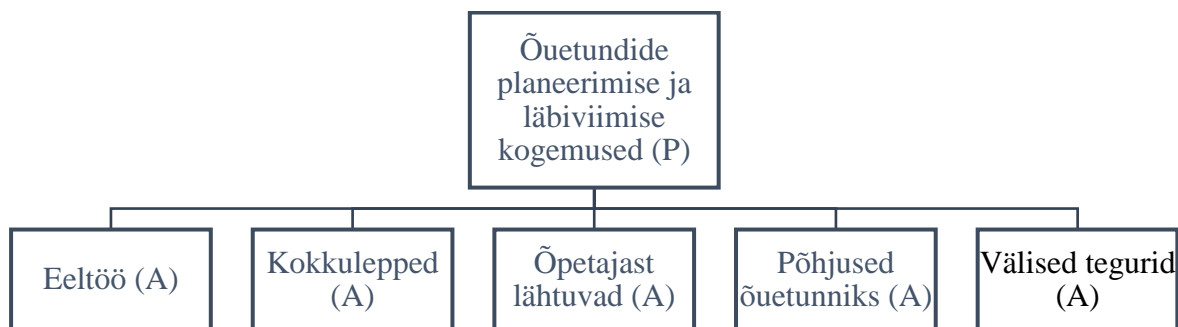 Õuetundide
planeerimise ja
läbiviimise
kogemused (P)
Eeltöö (A)
Kokkulepped
(A)
Õpetajast
lähtuvad (A)
Põhjused
õuetunniks (A)
Välised tegurid
(A)